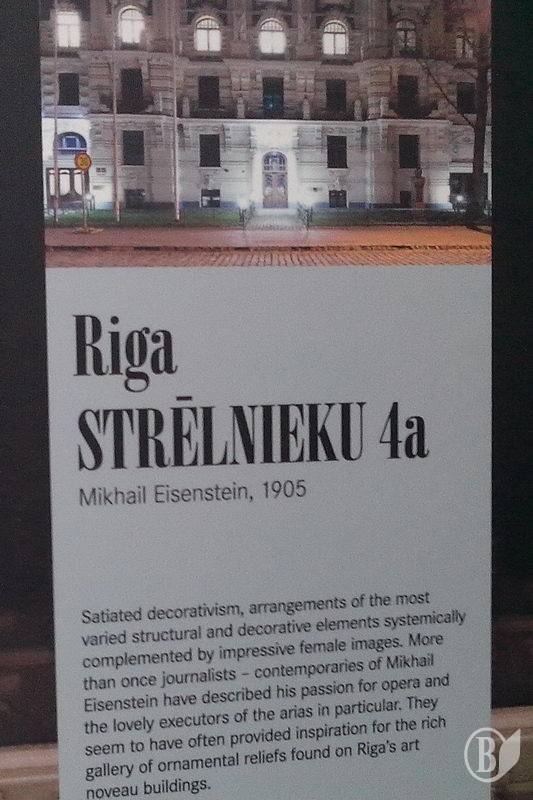 Riga
STRĒLNIEKU 4a
Mikhail Eisenstein, 1905
Satiated decorativism, arrangements of the most
varied structural and decorative elements systemically
complemented by impressive female images. More
than once journalists – contemporaries of Mikhail
Eisenstein have described his passion for opera and
the lovely executors of the arias in particular. They
seem to have often provided inspiration for the rich
gallery of ornamental reliefs found on Riga's art
noveau buildings.
B